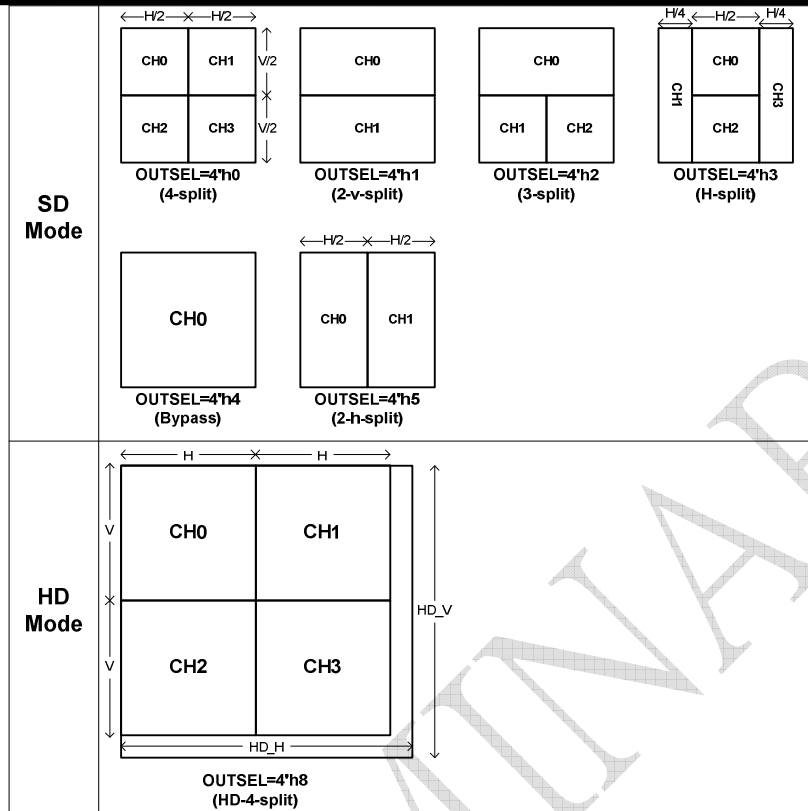 SD
Mode
H/2 H/2
CH0 CH1
V/2
CH2 CH3
V/2
OUTSEL=4'h0
(4-split)
CH0
CH1
OUTSEL=4'h1
(2-v-split)
CH0
CH1 CH2
OUTSEL=4'h2
(3-split)
H/4 H/2 H/4
CH1 CH0 CH3
CH2
OUTSEL=4'h3
(H-split)
CH0
OUTSEL=4'h4
(Bypass)
H/2 H/2
CH0 CH1
OUTSEL=4'h5
(2-h-split)
HD
Mode
H H
V
CH0 CH1
HD_V
V
CH2 CH3
HD_H
OUTSEL=4'h8
(HD-4-split)
MINAR